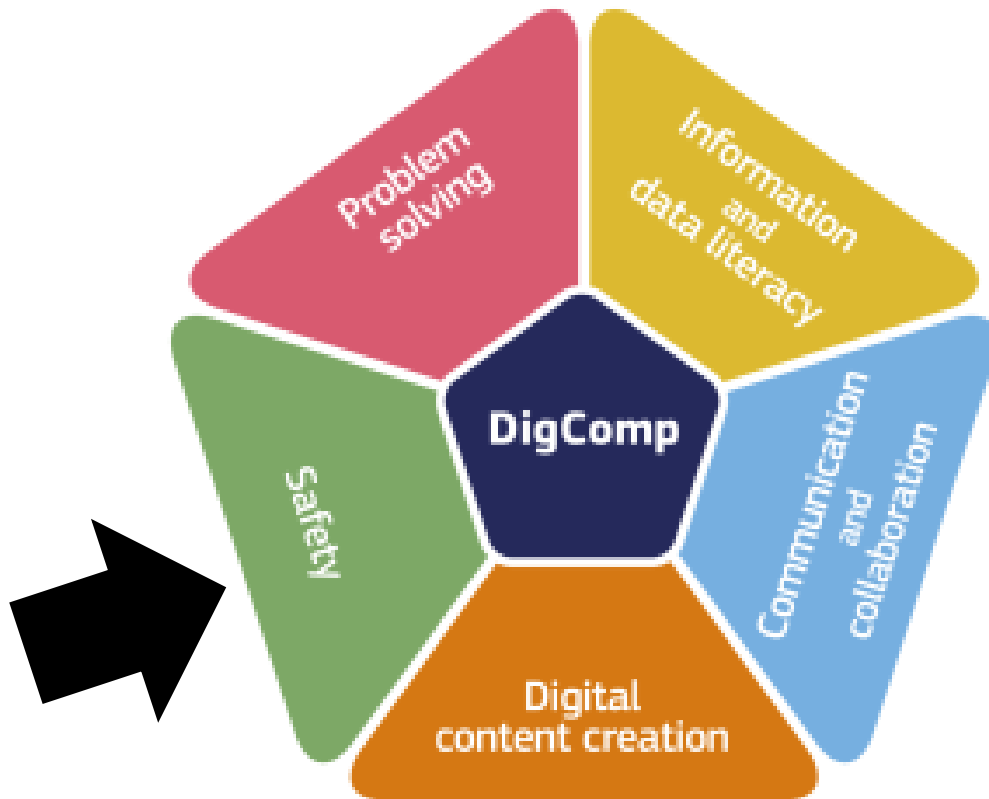 Problem
solving
Information
and
data literacy
DigComp
Safety
Communication
and
collaboration
Digital
content creation